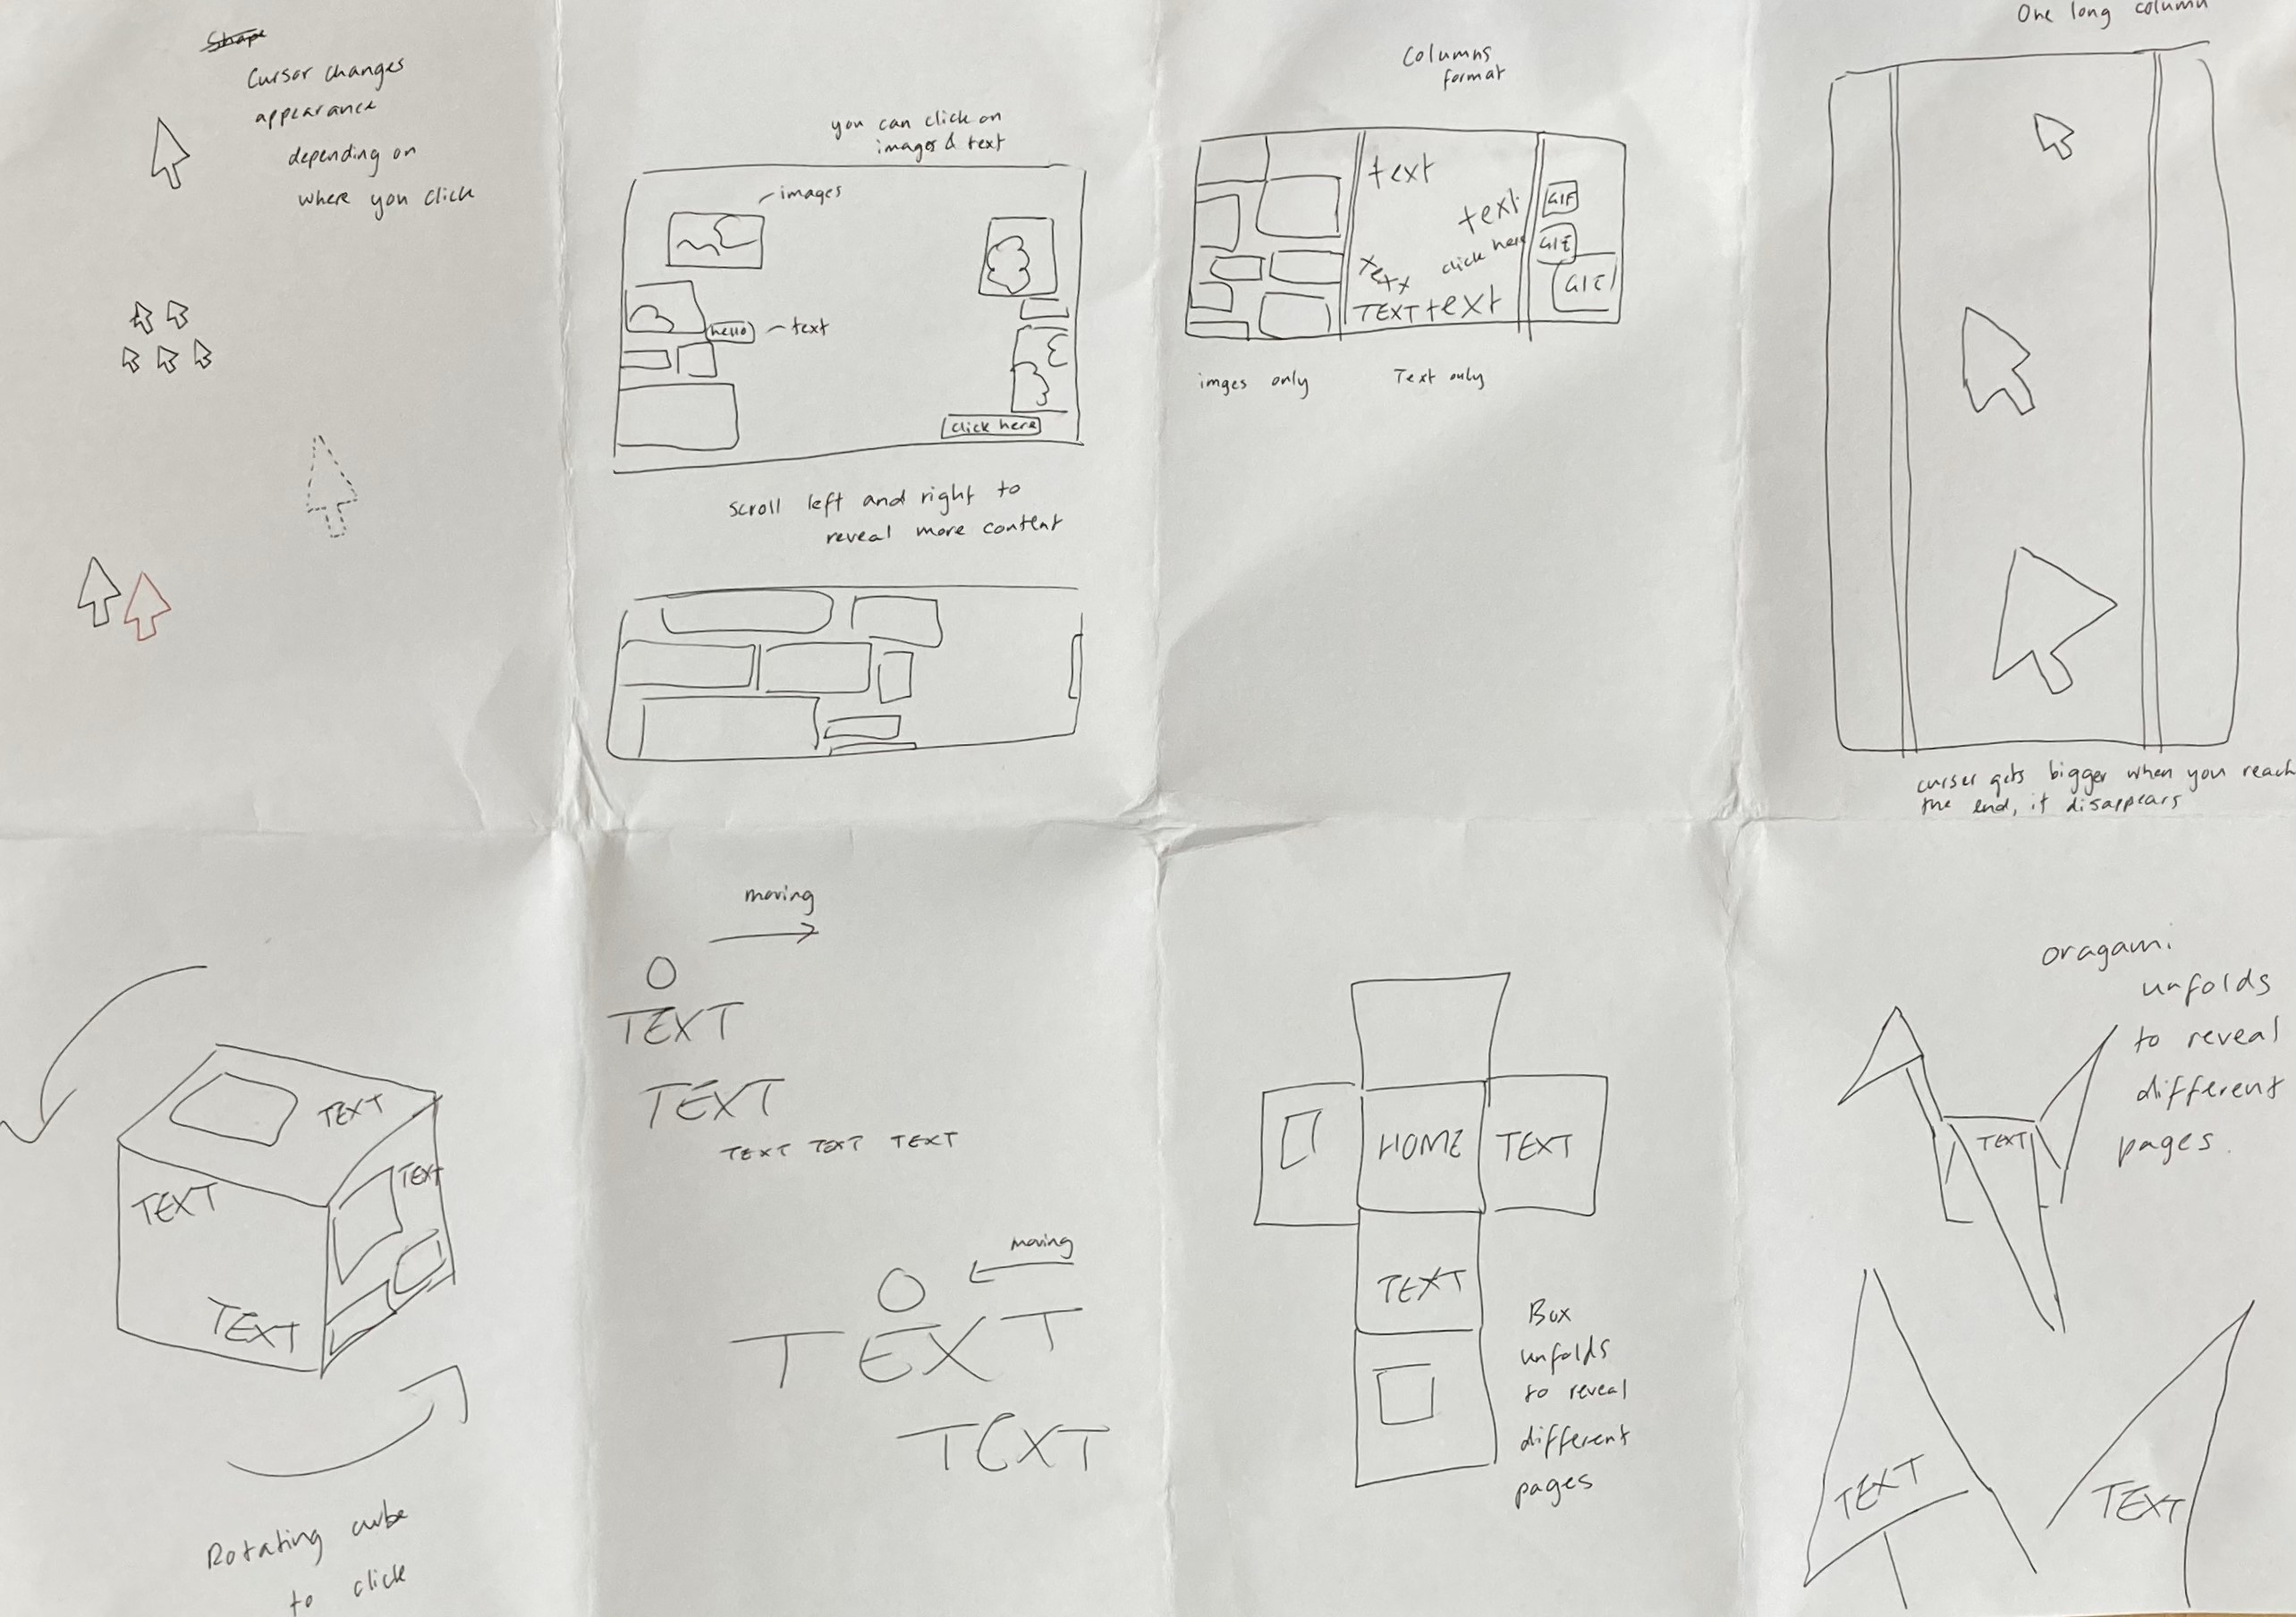 Shape
Cursor changes
appearance
depending on
where you click
you can click on
images & text
images
hello
text
click here
scroll left and right to
reveal more content
Columns
format
text
text
click here
Text
TEXT text
GIF
GIF
GIF
imges only
Text only
One long column
curser gets bigger when you reach
the end, it disappears
TEXT
TEXT
TEXT
TEXT
Rotating cube
to click
moving
TEXT
TEXT
TEXT TEXT TEXT
moving
TEXT
TEXT
HOME
TEXT
TEXT
Box
unfolds
to reveal
different
pages
oragami
unfolds
to reveal
different
pages.
TEXT
TEXT
TEXT